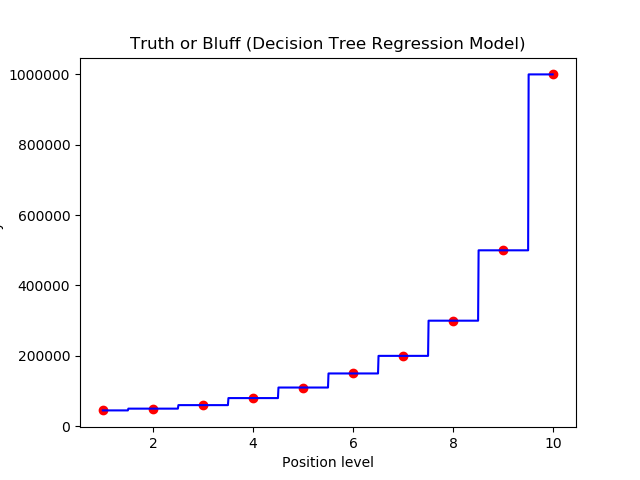 Truth or Bluff (Decision Tree Regression Model)
1000000
800000
600000
400000
200000
0
2 4 6 8 10
Position level